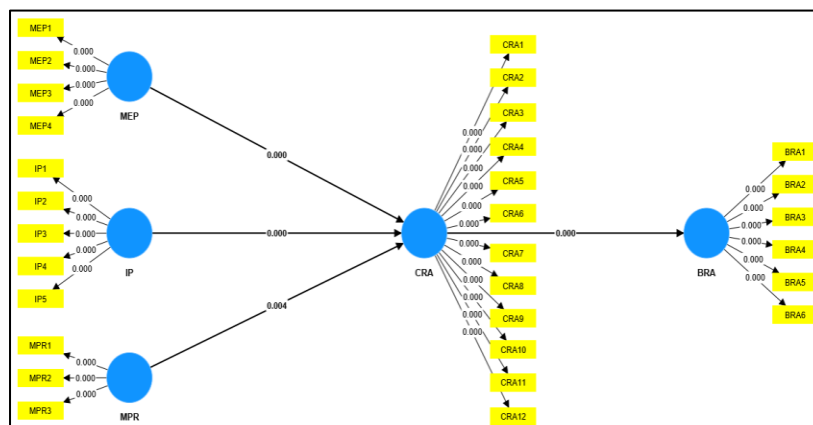 MEP1
MEP2
MEP3
MEP4
0.000
0.000
0.000
0.000
MEP
IP1
IP2
IP3
IP4
IP5
0.000
0.000
0.000
0.000
0.000
IP
MPR1
MPR2
MPR3
0.000
0.000
0.000
MPR
0.000
0.000
0.004
CRA
CRA1
CRA2
CRA3
CRA4
CRA5
CRA6
CRA7
CRA8
CRA9
CRA10
CRA11
CRA12
0.000
0.000
0.000
0.000
0.000
0.000
0.000
0.000
0.000
0.000
0.000
0.000
0.000
BRA
BRA1
BRA2
BRA3
BRA4
BRA5
BRA6
0.000
0.000
0.000
0.000
0.000
0.000